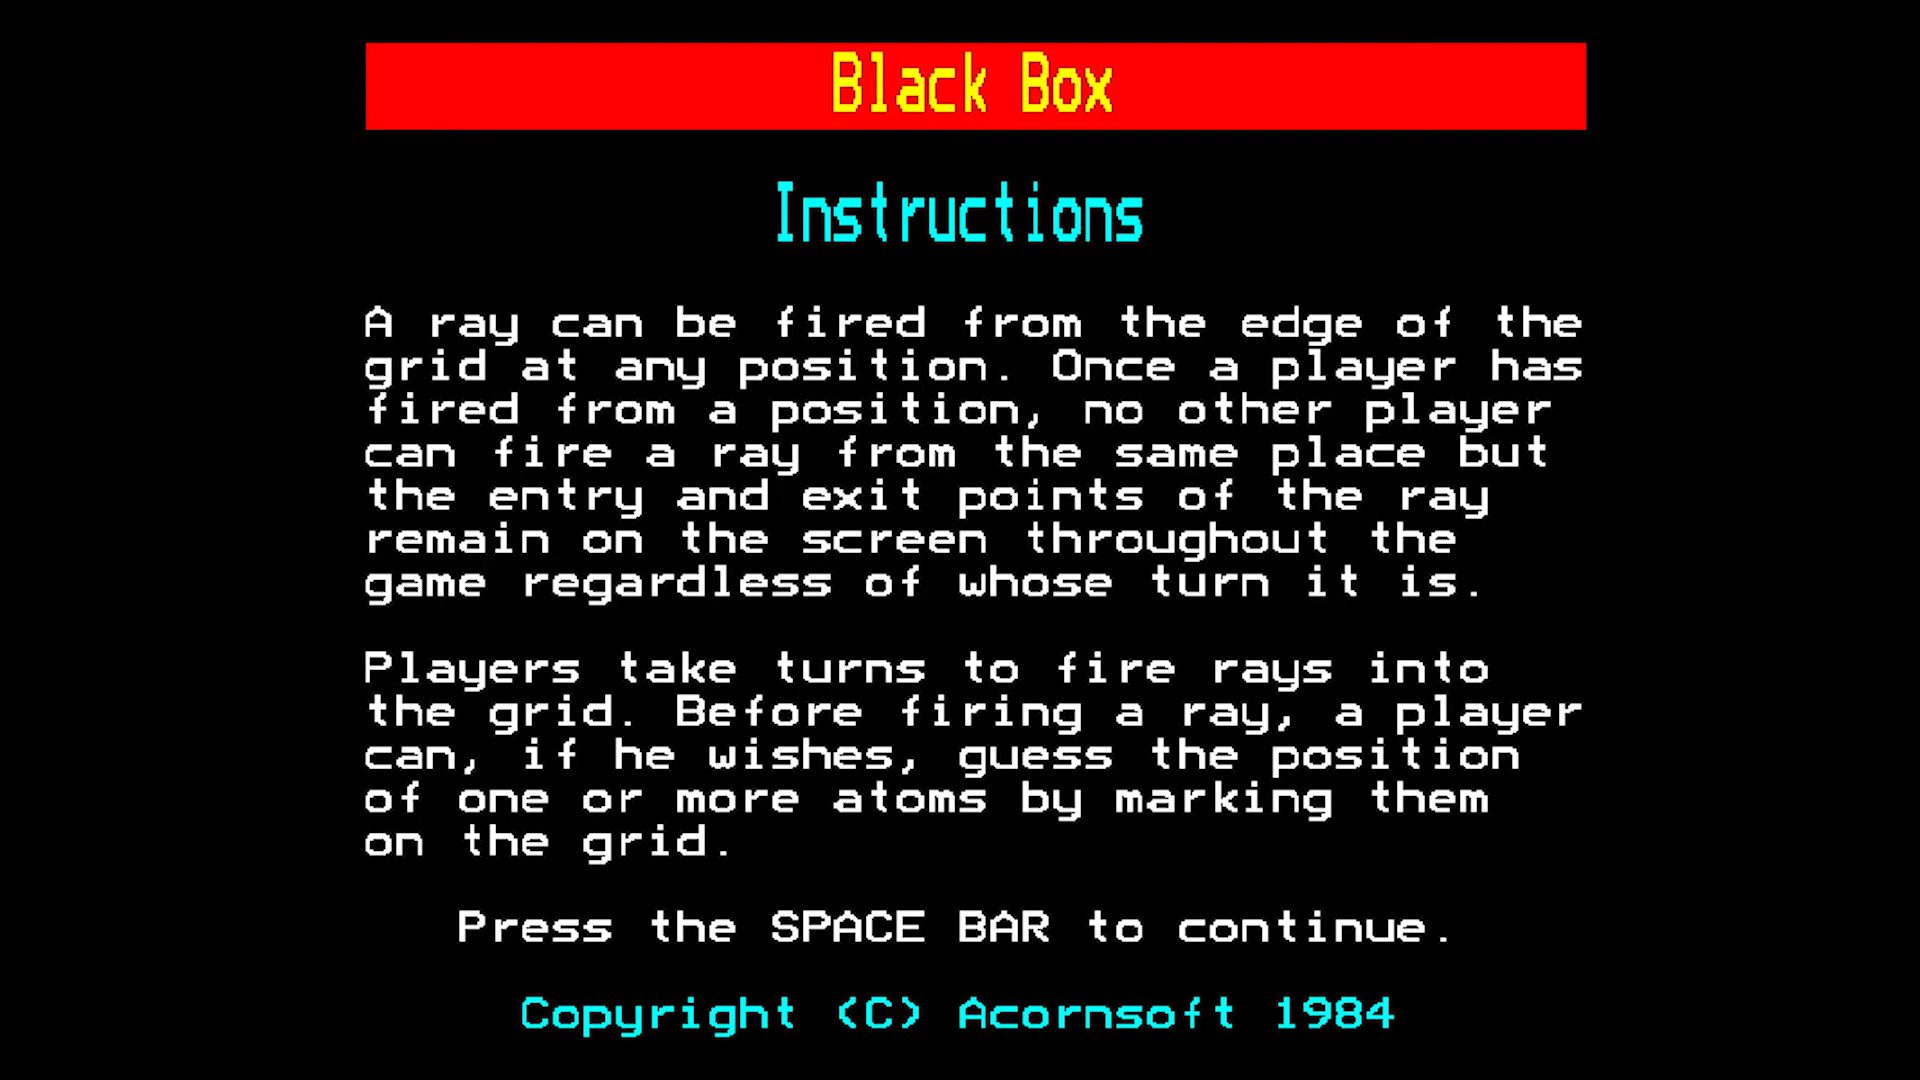 Black Box
Instructions
A ray can be fired from the edge of the
grid at any position. Once a player has
fired from a position, no other player
can fire a ray from the same place but
the entry and exit points of the ray
remain on the screen throughout the
game regardless of whose turn it is.
Players take turns to fire rays into
the grid. Before firing a ray, a player
can, if he wishes, guess the position
of one or more atoms by marking them
on the grid.
Press the SPACE BAR to continue.
Copyright (C) Acornsoft 1984